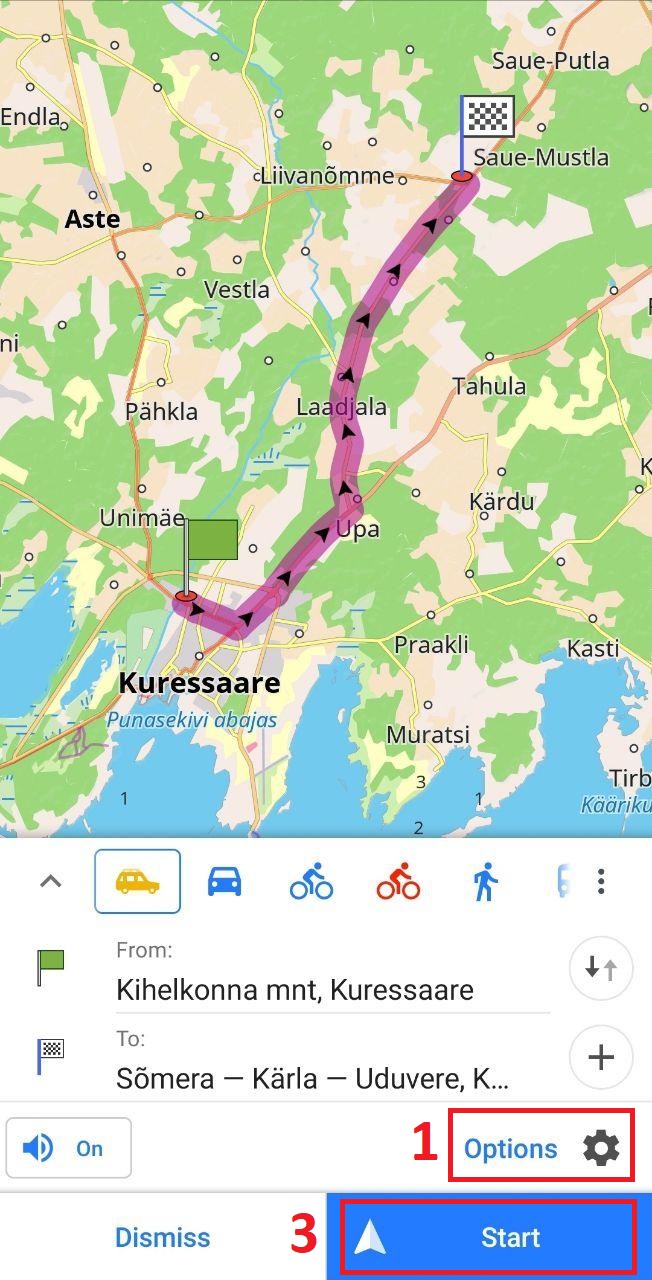 Saue-Putla
Endla
Saue-Mustla
Liivanõmme
Aste
Vestla
ni
Tahula
Laadjala
Pähkla
K
Kärdu
Unimäe
Upa
Praakli
Kasti
Kuressaare
Punasekivi abajas
Muratsi
Tirb
3
1
1
Kääriku
2
From:
Kihelkonna mnt, Kuressaare
To:
Sõmera — Kärla — Uduvere, K...
On
1
Options
Dismiss
3
Start